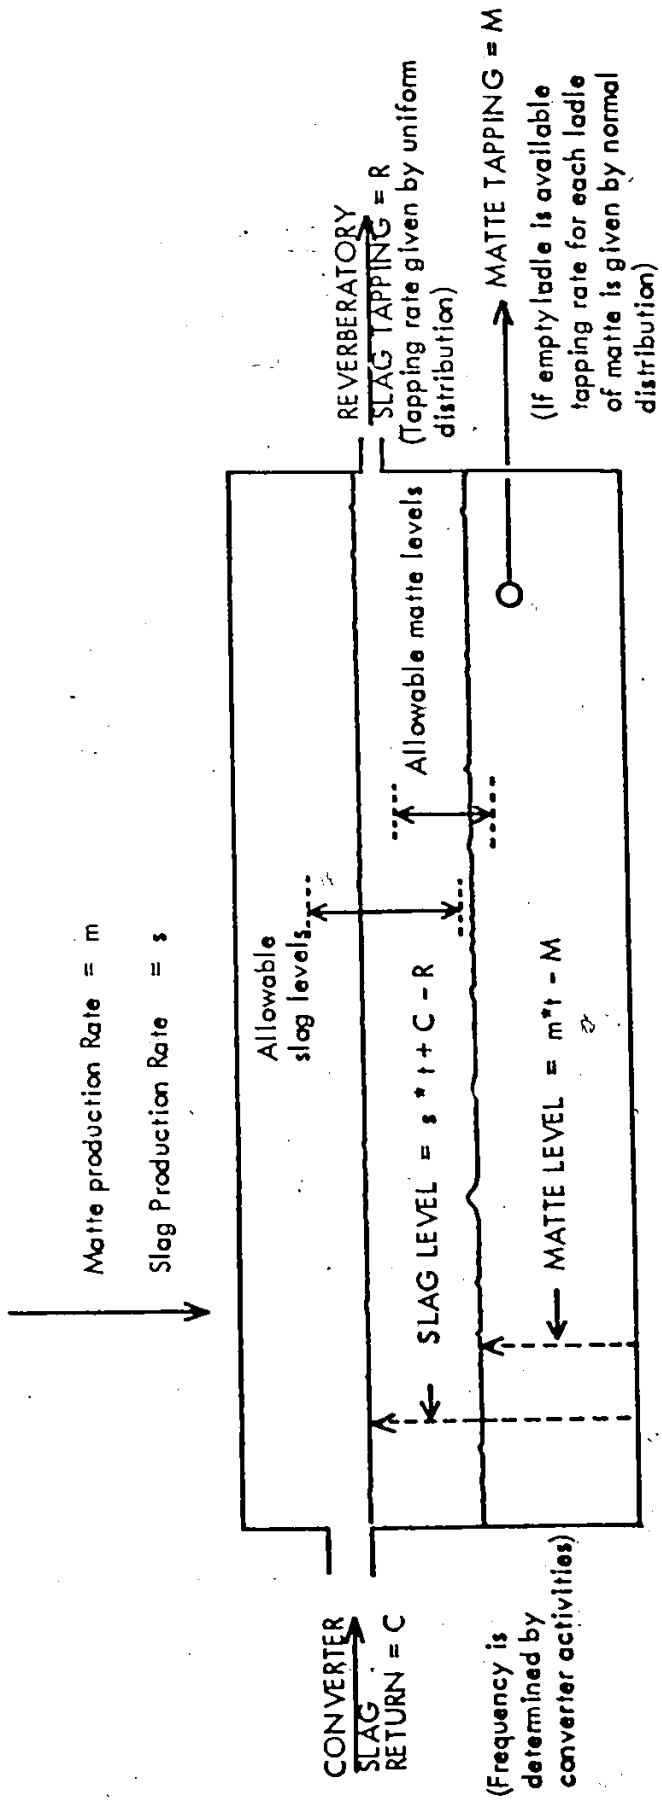 Matte production Rate = m
Slag Production Rate = s
Allowable
slag levels
CONVERTER
SLAG
RETURN = C
(Frequency is
determined by
converter activities)
SLAG LEVEL = s * t + C - R
MATTE LEVEL = m*t - M
Allowable matte levels
REVERBERATORY
SLAG TAPPING = R
(Tapping rate given by uniform
distribution)
MATTE TAPPING = M
(If empty ladle is available
tapping rate for each ladle
of matte is given by normal
distribution)